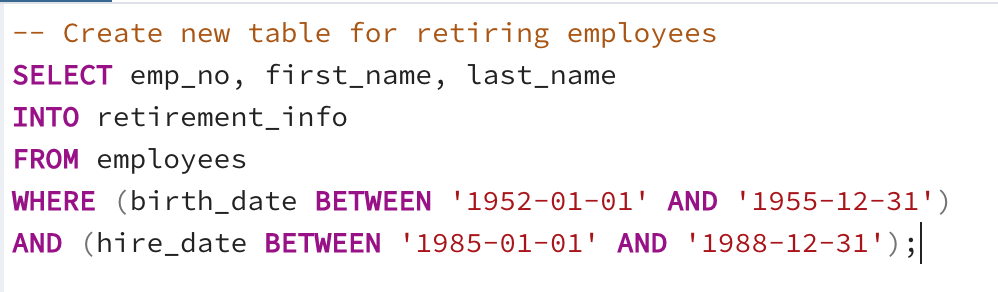 -- Create new table for retiring employees
SELECT emp_no, first_name, last_name
INTO retirement_info
FROM employees
WHERE (birth_date BETWEEN '1952-01-01' AND '1955-12-31')
AND (hire_date BETWEEN '1985-01-01' AND '1988-12-31');